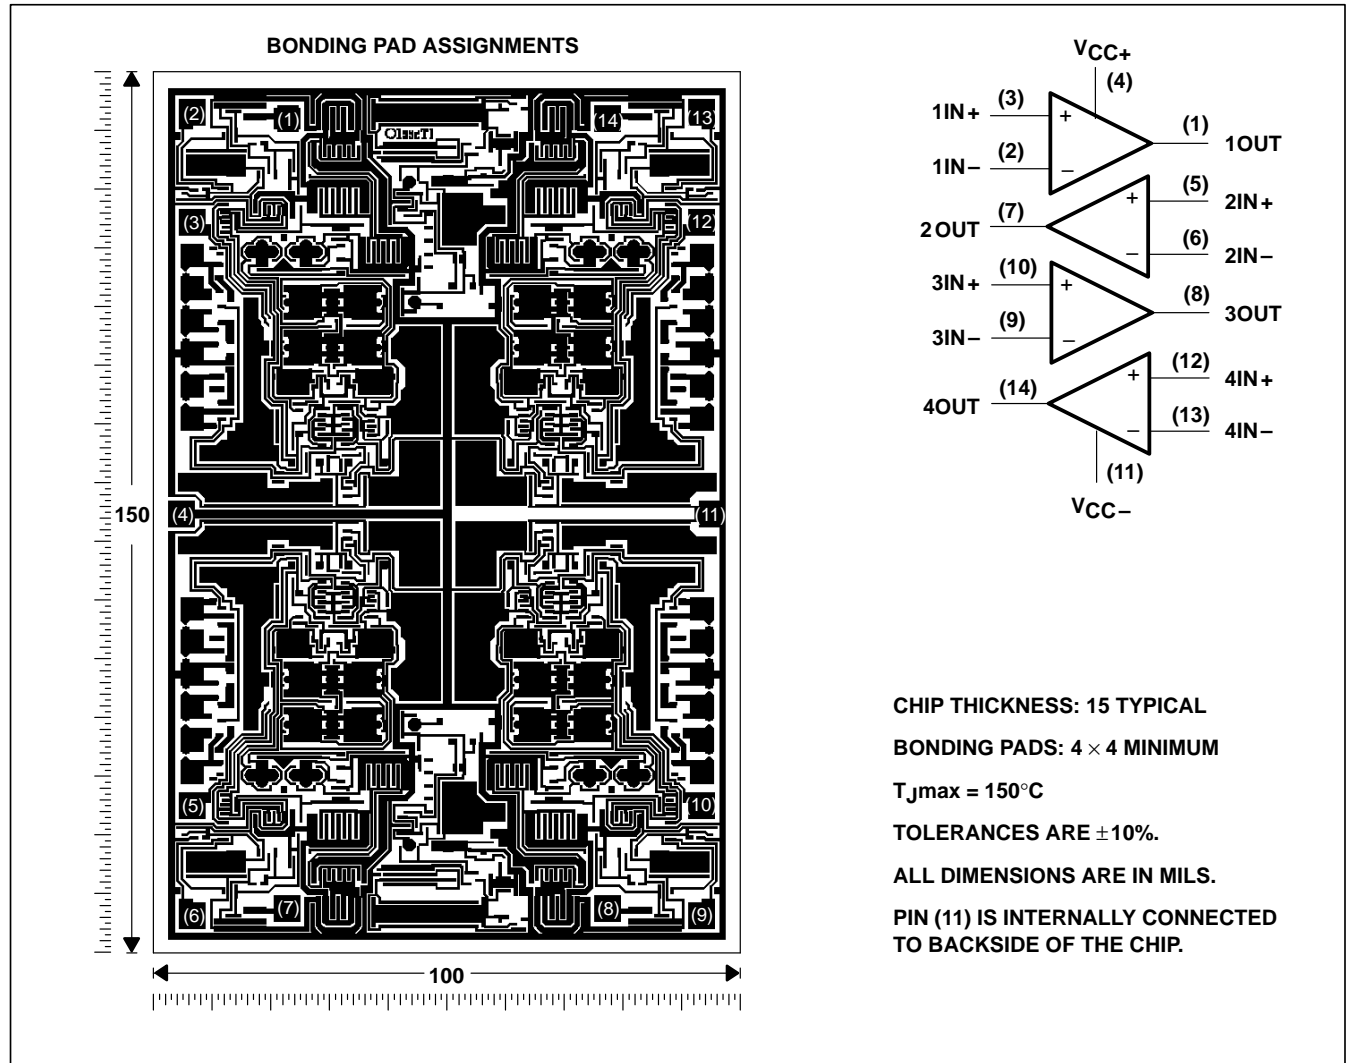 BONDING PAD ASSIGNMENTS
(2)
(1)
(14)
(13)
(3)
(12)
(4)
(11)
(5)
(10)
(6)
(7)
(8)
(9)
150
100
VCC+
(4)
1IN+
(3)
+
(1)
1OUT
1IN−
(2)
−
(5)
2IN+
+
(7)
2OUT
(6)
2IN−
−
(10)
3IN+
+
(8)
3OUT
(9)
3IN−
−
(12)
4IN+
+
(14)
4OUT
(13)
4IN−
−
(11)
VCC−
CHIP THICKNESS: 15 TYPICAL
BONDING PADS: 4 × 4 MINIMUM
TJmax = 150°C
TOLERANCES ARE ±10%.
ALL DIMENSIONS ARE IN MILS.
PIN (11) IS INTERNALLY CONNECTED
TO BACKSIDE OF THE CHIP.